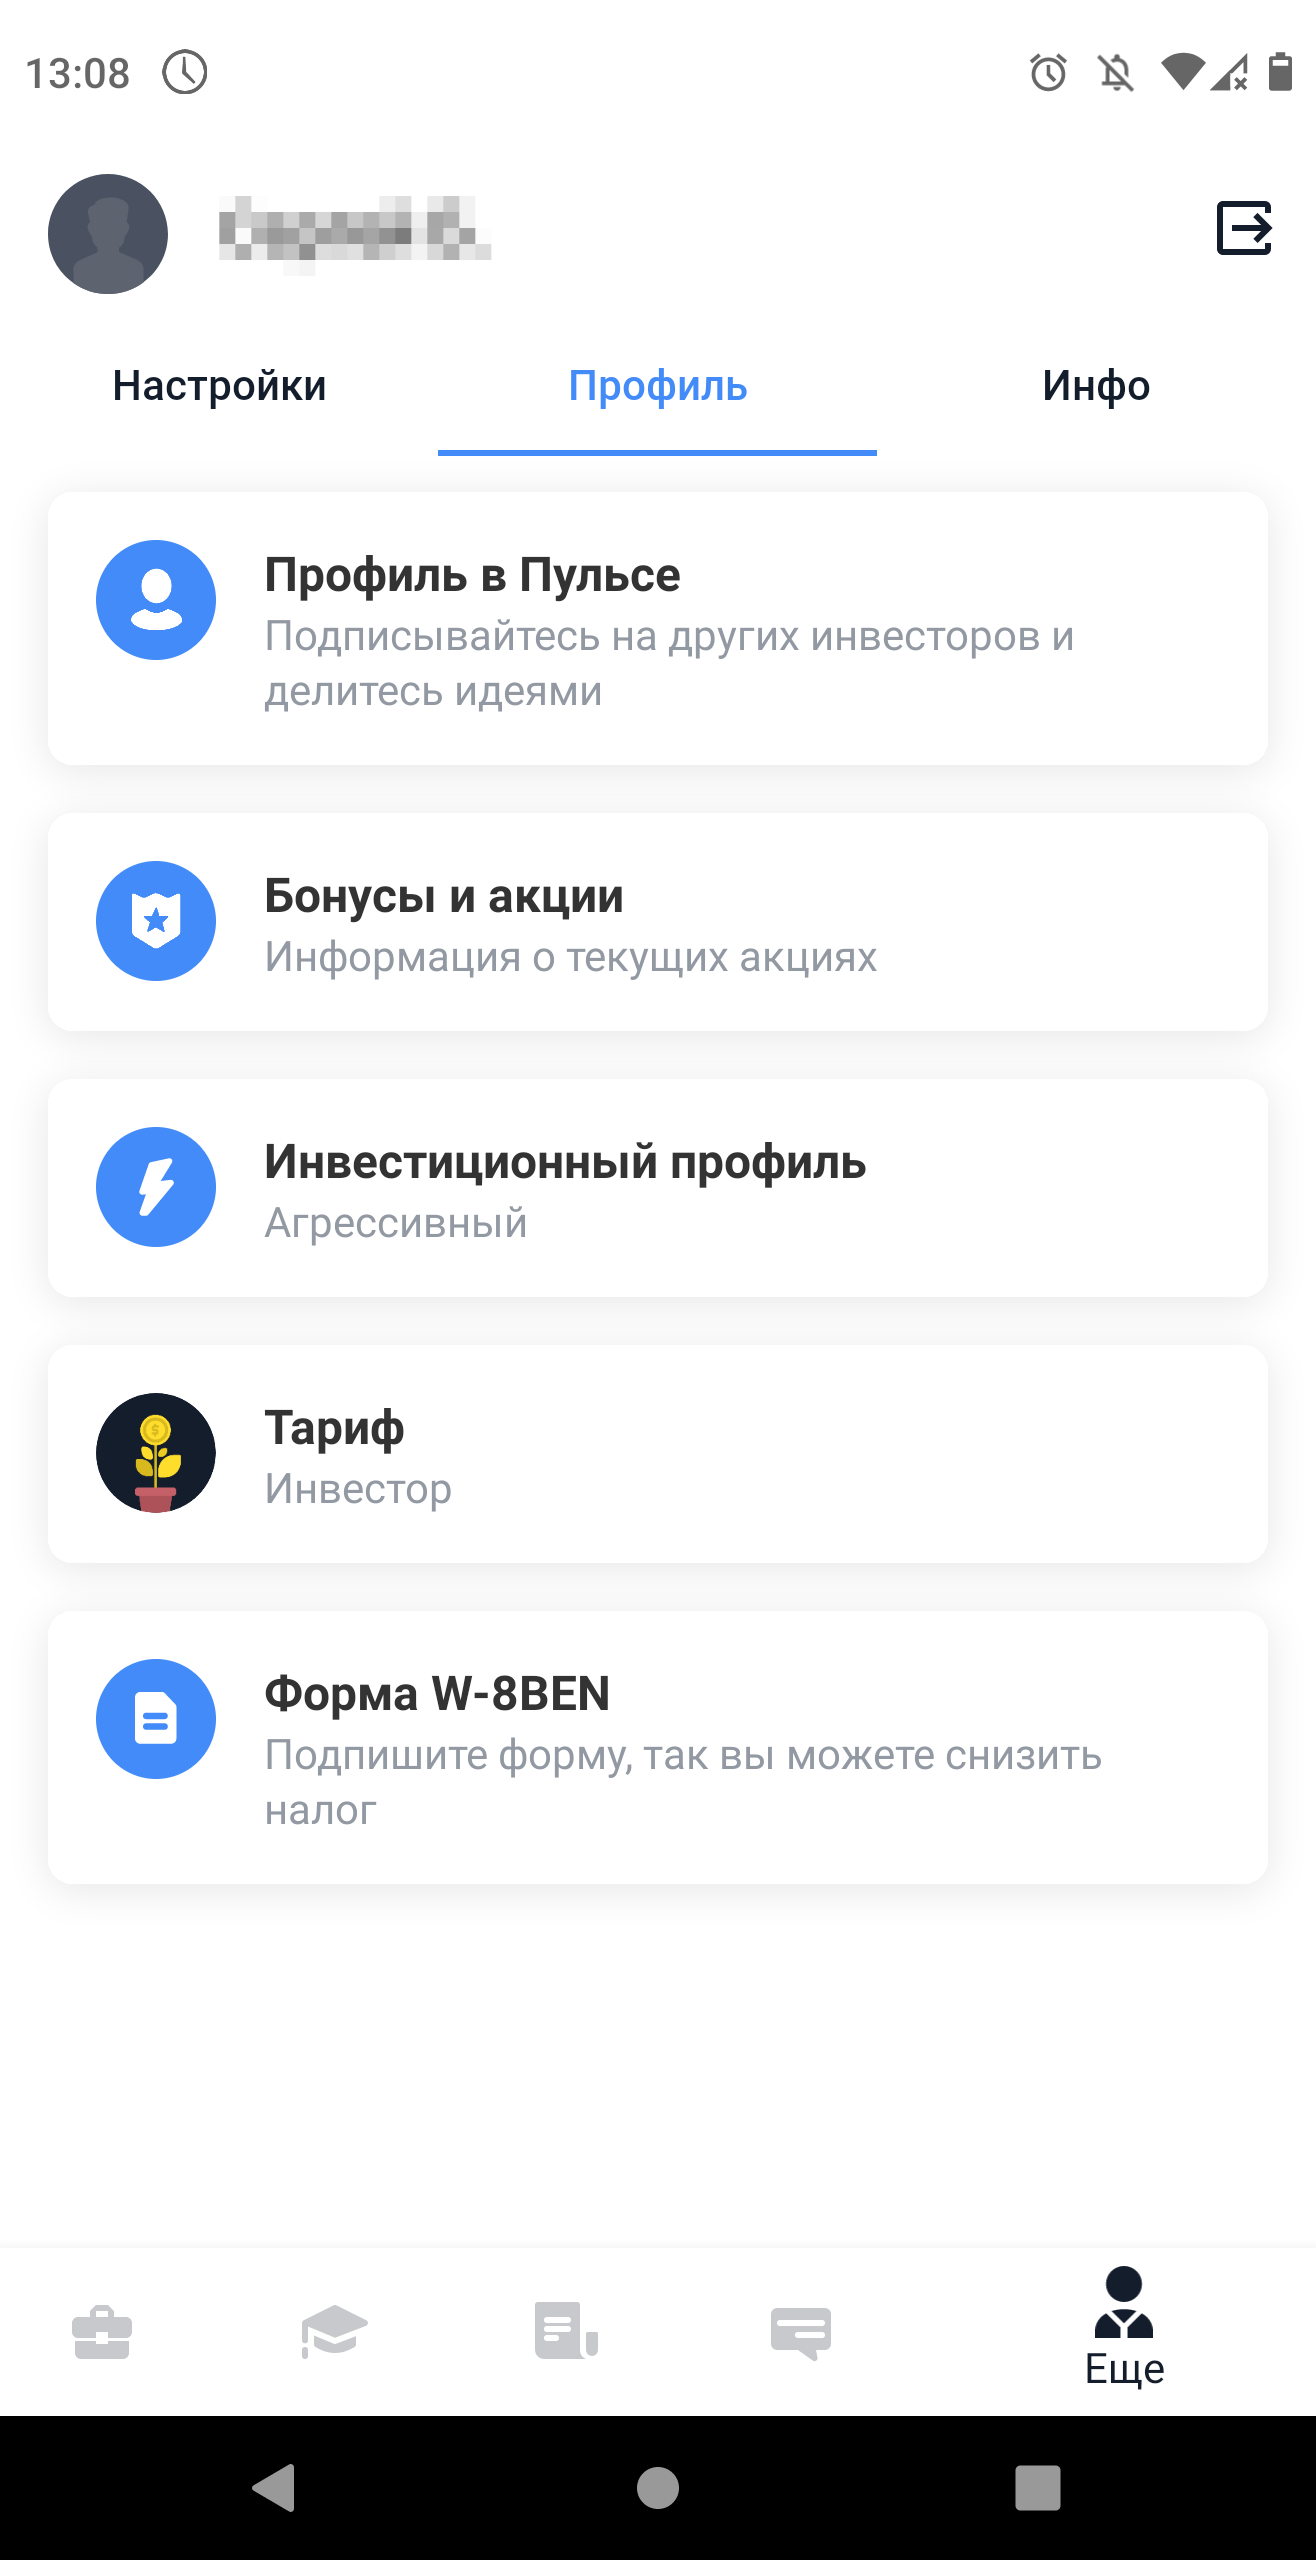 13:08
Настройки
Профиль
Инфо
Профиль в Пульсе
Подписывайтесь на других инвесторов и
делитесь идеями
Бонусы и акции
Информация о текущих акциях
Инвестиционный профиль
Агрессивный
Тариф
Инвестор
Форма W-8BEN
Подпишите форму, так вы можете снизить
налог
Еще